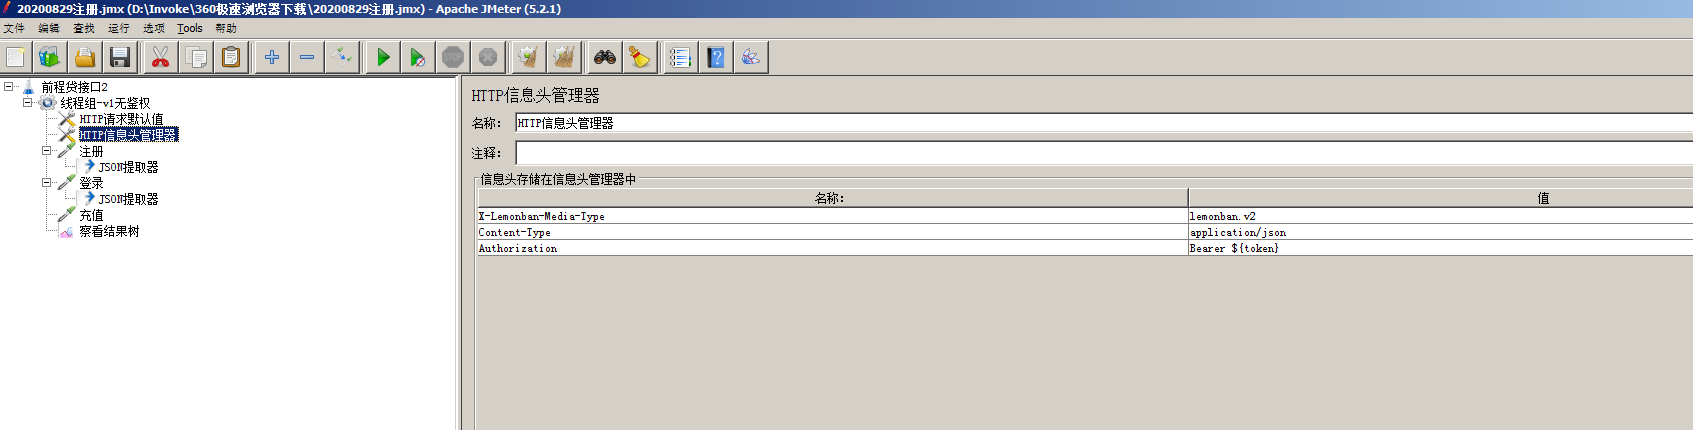 20200829注册.jmx (D:\Invoke\360极速浏览器下载\20200829注册.jmx) - Apache JMeter (5.2.1)
文件 编辑 查找 运行 选项 Tools 帮助
STOP
前程贷接口2
线程组-v1无鉴权
HTTP请求默认值
HTTP信息头管理器
注册
JSON提取器
登录
JSON提取器
充值
察看结果树
HTTP信息头管理器
名称: HTTP信息头管理器
注释:
信息头存储在信息头管理器中
名称: 值
X-Lemonban-Media-Type lemonban.v2
Content-Type application/json
Authorization Bearer ${token}